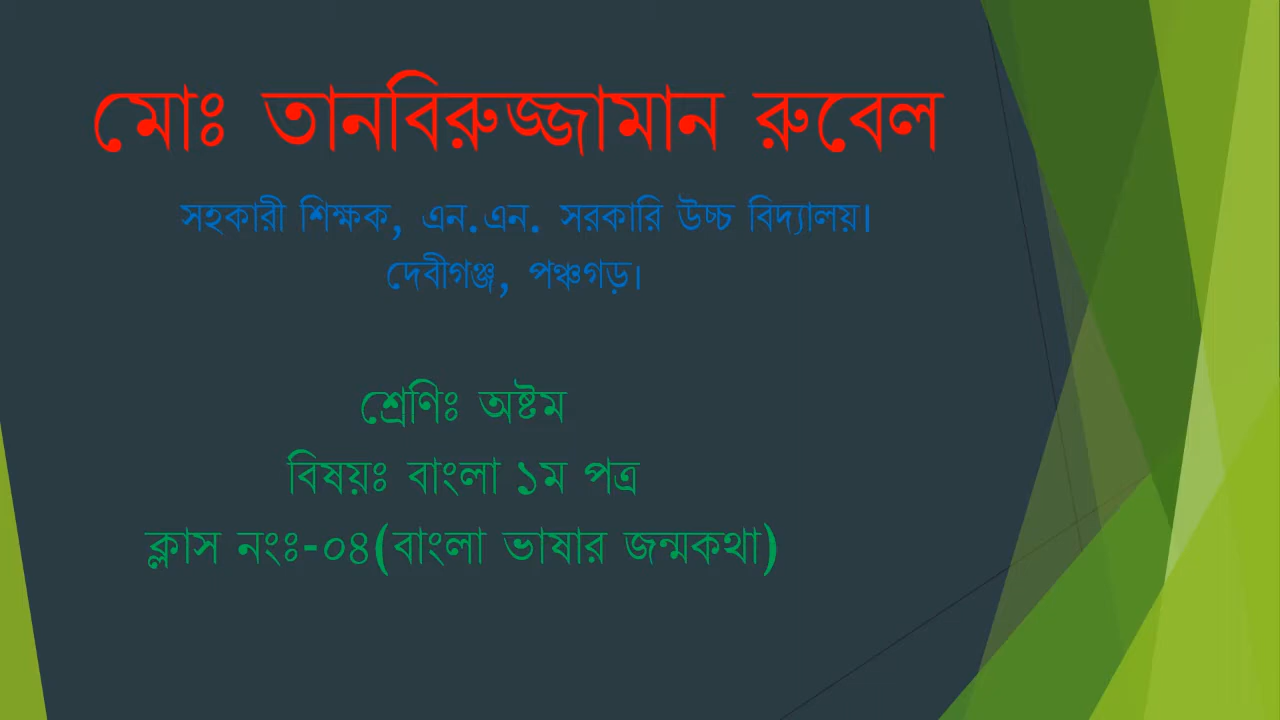 মোঃ তানবিরুজ্জামান রুবেল
সহকারী শিক্ষক, এন.এন. সরকারি উচ্চ বিদ্যালয়।
দেবীগঞ্জ, পঞ্চগড়।
শ্রেণিঃ অষ্টম
বিষয়ঃ বাংলা ১ম পত্র
ক্লাস নংঃ-০৪(বাংলা ভাষার জন্মকথা)